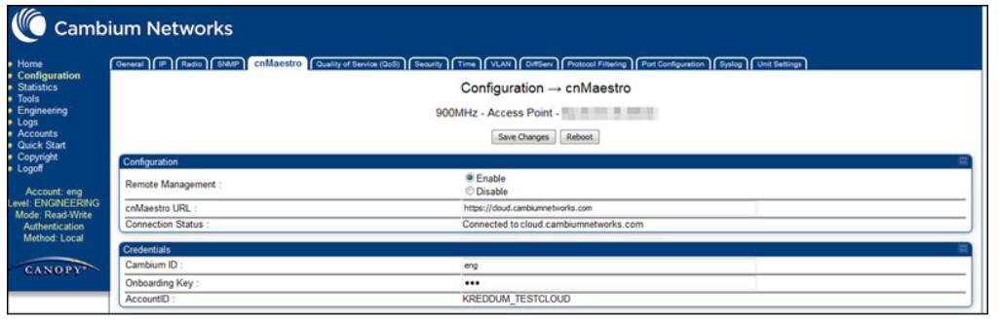 Cambium Networks
Home
Configuration
Statistics
Tools
Engineering
Logs
Accounts
Quick Start
Copyright
Logoff
Account: eng
Level: ENGINEERING
Mode: Read-Write
Authentication
Method: Local
CANOPY
General IP Radio SNMP cnMaestro Quality of Service (QoS) Security Time VLAN DiffServ Protocol Filtering Port Configuration Syslog Unit Settings
Configuration → cnMaestro
900MHz - Access Point -
Save Changes Reboot
Configuration
Remote Management :
Enable
Disable
cnMaestro URL : https://cloud.cambiumnetworks.com
Connection Status : Connected to cloud.cambiumnetworks.com
Credentials
Cambium ID : eng
Onboarding Key : •••
AccountID : KREDDUM_TESTCLOUD